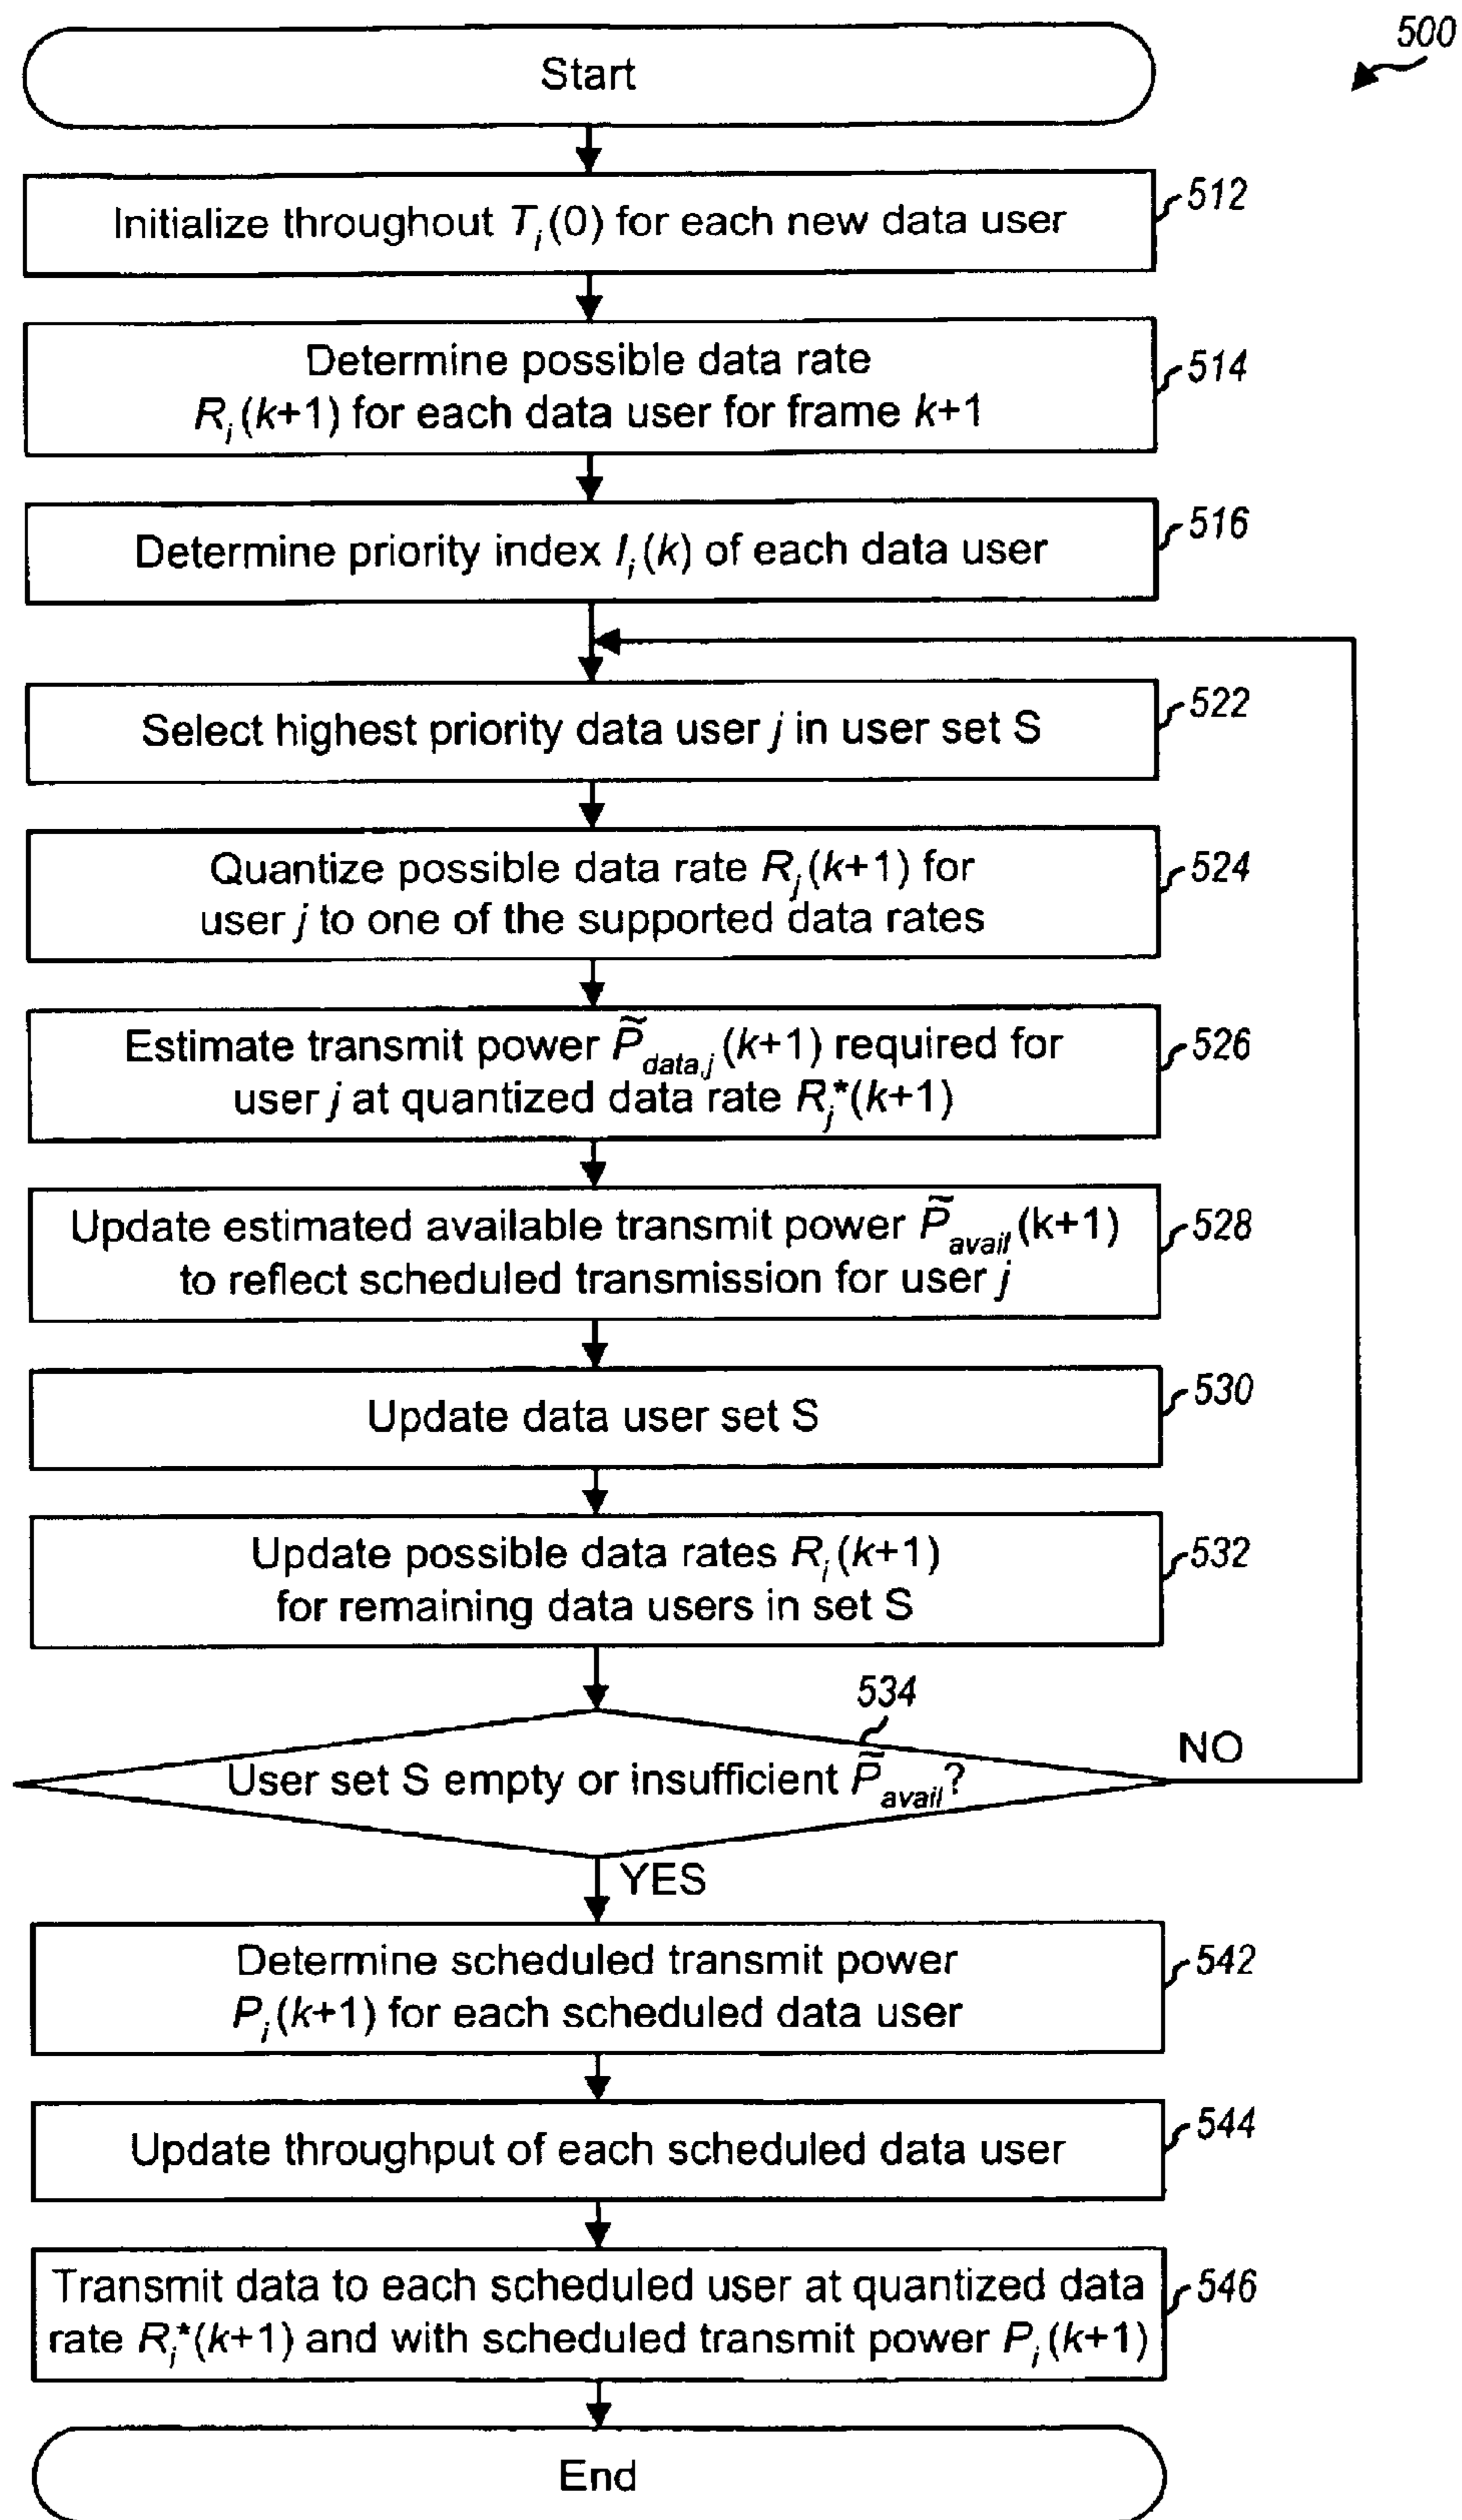 500
Start
Initialize throughout T_i(0) for each new data user
512
Determine possible data rate
R_i(k+1) for each data user for frame k+1
514
Determine priority index I_i(k) of each data user
516
Select highest priority data user j in user set S
522
Quantize possible data rate R_j(k+1) for
user j to one of the supported data rates
524
Estimate transmit power P̃_data,j(k+1) required for
user j at quantized data rate R_j*(k+1)
526
Update estimated available transmit power P̃_avail(k+1)
to reflect scheduled transmission for user j
528
Update data user set S
530
Update possible data rates R_i(k+1)
for remaining data users in set S
532
534
User set S empty or insufficient P̃_avail?
NO
YES
Determine scheduled transmit power
P_i(k+1) for each scheduled data user
542
Update throughput of each scheduled data user
544
Transmit data to each scheduled user at quantized data
rate R_i*(k+1) and with scheduled transmit power P_i(k+1)
546
End